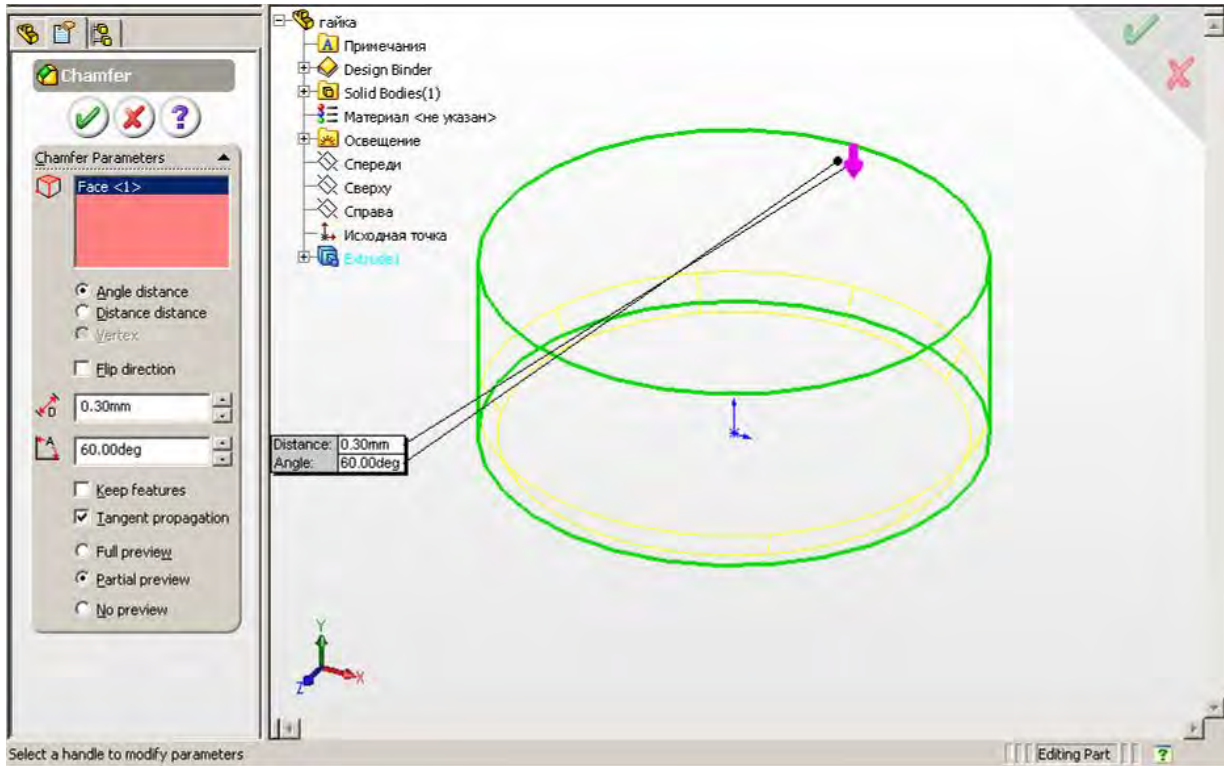 Chamfer
?
Chamfer Parameters
Face <1>
Angle distance
Distance distance
Vertex
Flip direction
D
0.30mm
A
60.00deg
Keep features
Tangent propagation
Full preview
Partial preview
No preview
гайка
A Примечания
Design Binder
Solid Bodies(1)
Материал <не указан>
Освещение
Спереди
Сверху
Справа
Исходная точка
Extrude1
Distance: 0.30mm
Angle: 60.00deg
Y
X
Z
Select a handle to modify parameters
Editing Part
?